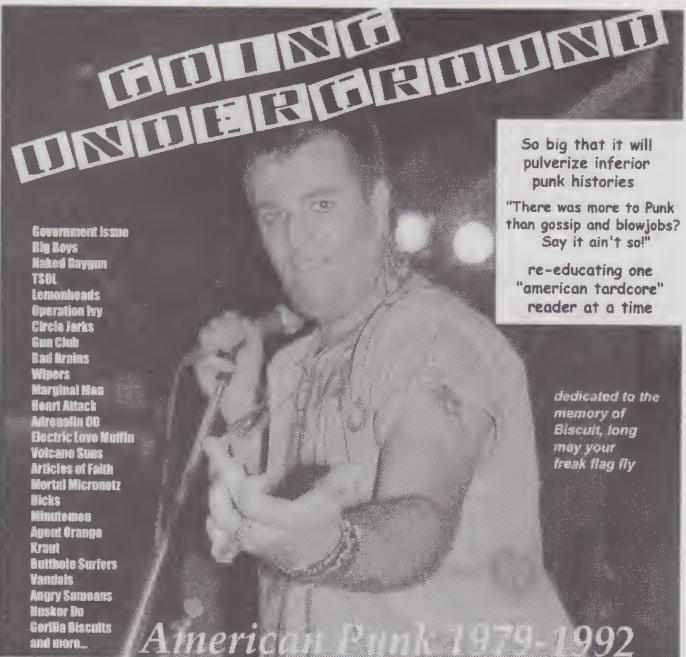 GOING
UNDERGROUND
So big that it will
pulverize inferior
punk histories
"There was more to Punk
than gossip and blowjobs?
Say it ain't so!"
re-educating one
"american tardcore"
reader at a time
Government Issue
Big Boys
Naked Raygun
TSOL
Lemonheads
Operation Ivy
Circle Jerks
Gun Club
Bad Brains
Wipers
Marginal Man
Heart Attack
Adrenalin OD
Electric Love Muffin
Volcano Suns
Articles of Faith
Mortal Micronotz
Dicks
Minutemen
Agent Orange
Kraut
Butthole Surfers
Vandals
Angry Samoans
Husker Du
Gorilla Biscuits
and more...
dedicated to the
memory of
Biscuit, long
may your
freak flag fly
American Punk 1979-1992